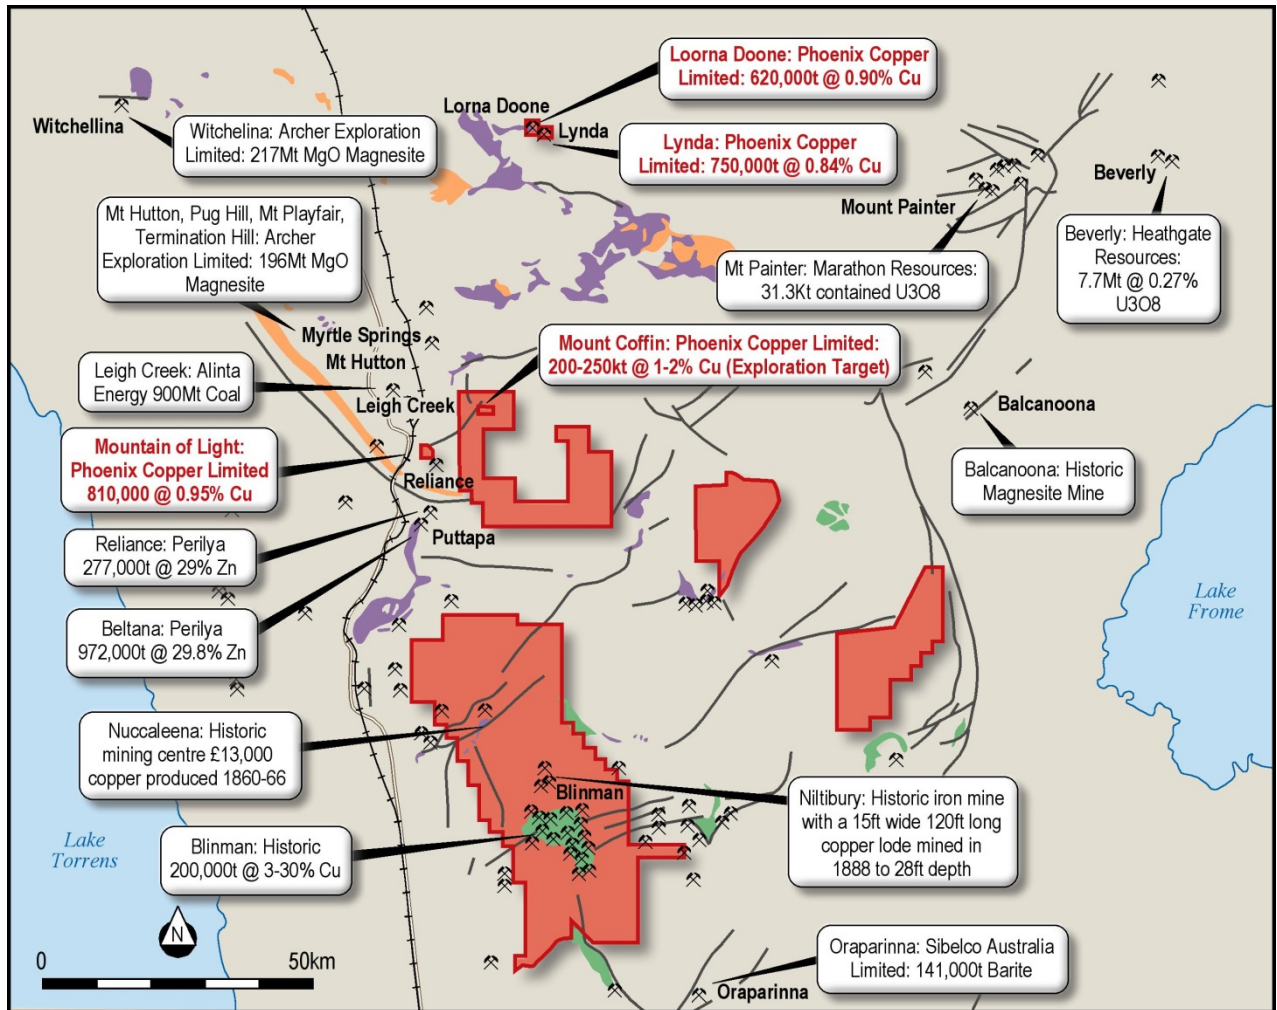 Loorna Doone: Phoenix Copper
Limited: 620,000t @ 0.90% Cu
Lorna Doone
Lynda
Witchellina
Witchelina: Archer Exploration
Limited: 217Mt MgO Magnesite
Lynda: Phoenix Copper
Limited: 750,000t @ 0.84% Cu
Beverly
Mount Painter
Mt Hutton, Pug Hill, Mt Playfair,
Termination Hill: Archer
Exploration Limited: 196Mt MgO
Magnesite
Beverly: Heathgate
Resources:
7.7Mt @ 0.27%
U3O8
Mt Painter: Marathon Resources:
31.3Kt contained U3O8
Myrtle Springs
Mt Hutton
Mount Coffin: Phoenix Copper Limited:
200-250kt @ 1-2% Cu (Exploration Target)
Leigh Creek: Alinta
Energy 900Mt Coal
Leigh Creek
Balcanoona
Mountain of Light:
Phoenix Copper Limited
810,000 @ 0.95% Cu
Reliance
Balcanoona: Historic
Magnesite Mine
Puttapa
Reliance: Perilya
277,000t @ 29% Zn
Lake
Frome
Beltana: Perilya
972,000t @ 29.8% Zn
Nuccaleena: Historic
mining centre £13,000
copper produced 1860-66
Blinman
Niltibury: Historic iron mine
with a 15ft wide 120ft long
copper lode mined in
1888 to 28ft depth
Lake
Torrens
Blinman: Historic
200,000t @ 3-30% Cu
N
0
50km
Oraparinna: Sibelco Australia
Limited: 141,000t Barite
Oraparinna